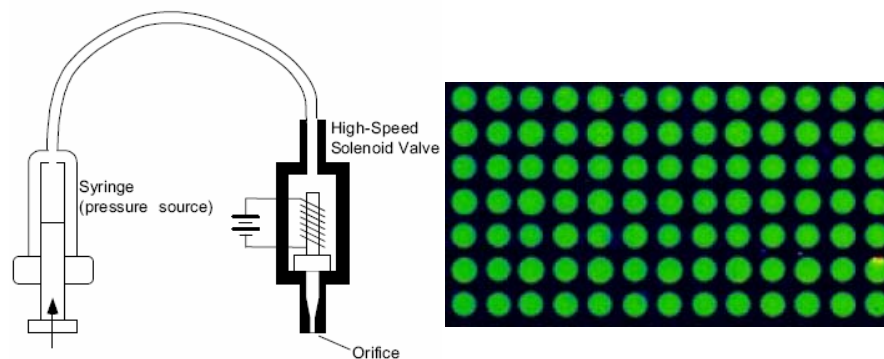 High-Speed
Solenoid Valve
Syringe
(pressure source)
Orifice